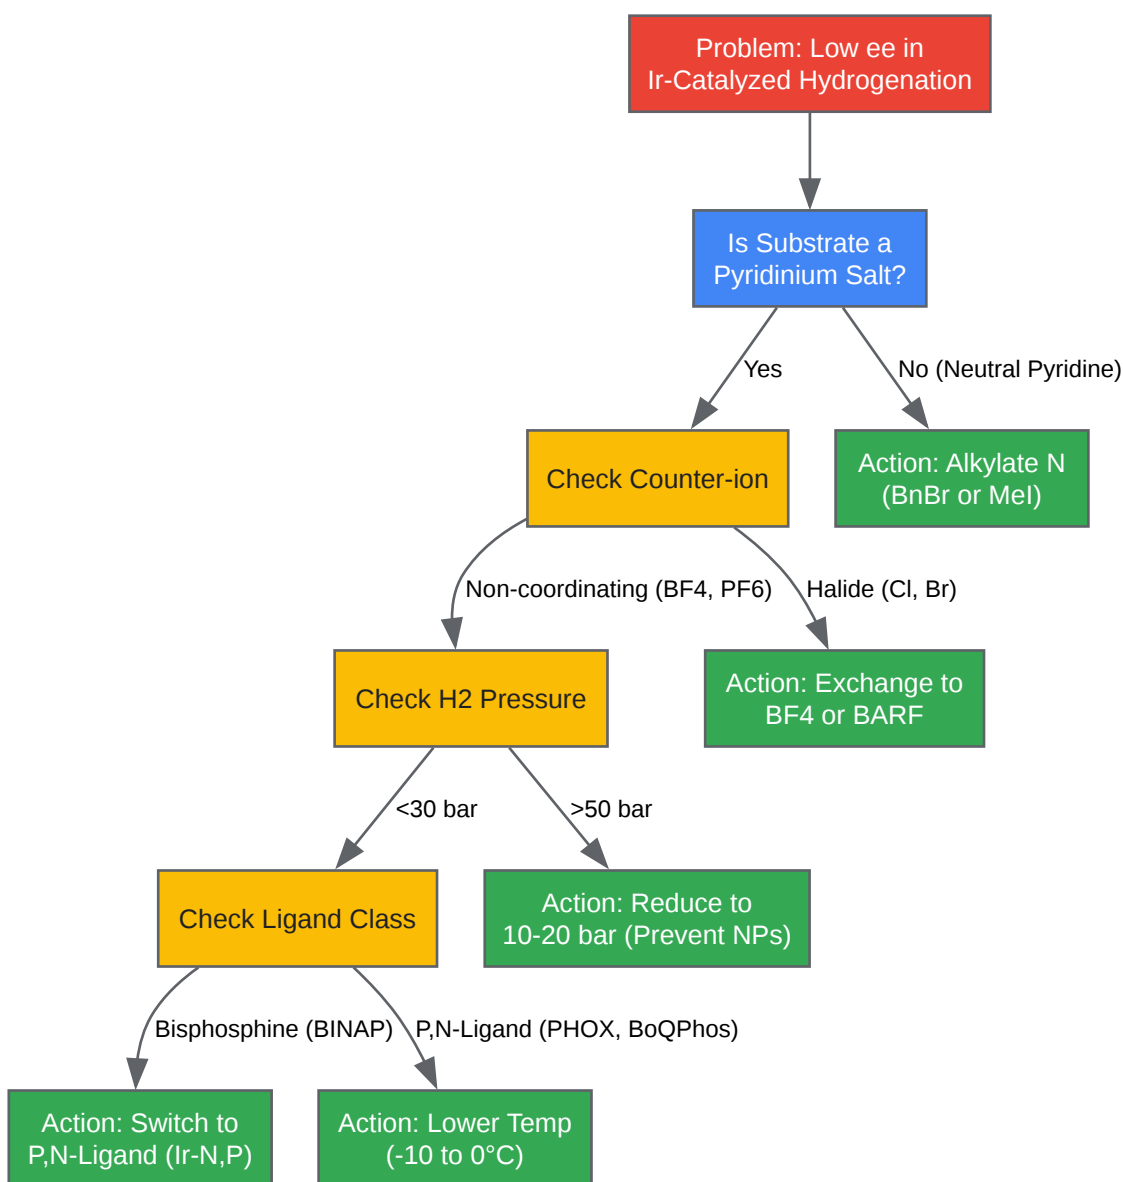 Problem: Low ee in
Ir-Catalyzed Hydrogenation
Is Substrate a
Pyridinium Salt?
Yes
No (Neutral Pyridine)
Check Counter-ion
Action: Alkylate N
(BnBr or MeI)
Non-coordinating (BF4, PF6)
Halide (Cl, Br)
Check H2 Pressure
Action: Exchange to
BF4 or BARF
<30 bar
>50 bar
Check Ligand Class
Action: Reduce to
10-20 bar (Prevent NPs)
Bisphosphine (BINAP)
P,N-Ligand (PHOX, BoQPhos)
Action: Switch to
P,N-Ligand (Ir-N,P)
Action: Lower Temp
(-10 to 0°C)